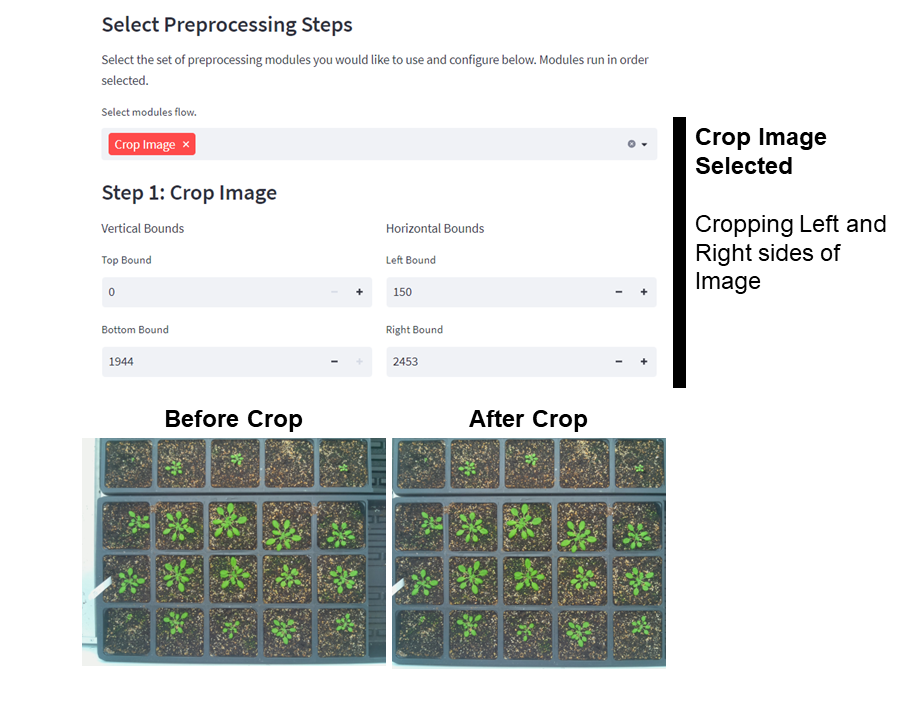 Select Preprocessing Steps
Select the set of preprocessing modules you would like to use and configure below. Modules run in order
selected.
Select modules flow.
Crop Image ×
Step 1: Crop Image
Vertical Bounds
Horizontal Bounds
Top Bound
Left Bound
0
150
Bottom Bound
Right Bound
1944
2453
Crop Image
Selected
Cropping Left and
Right sides of
Image
Before Crop
After Crop